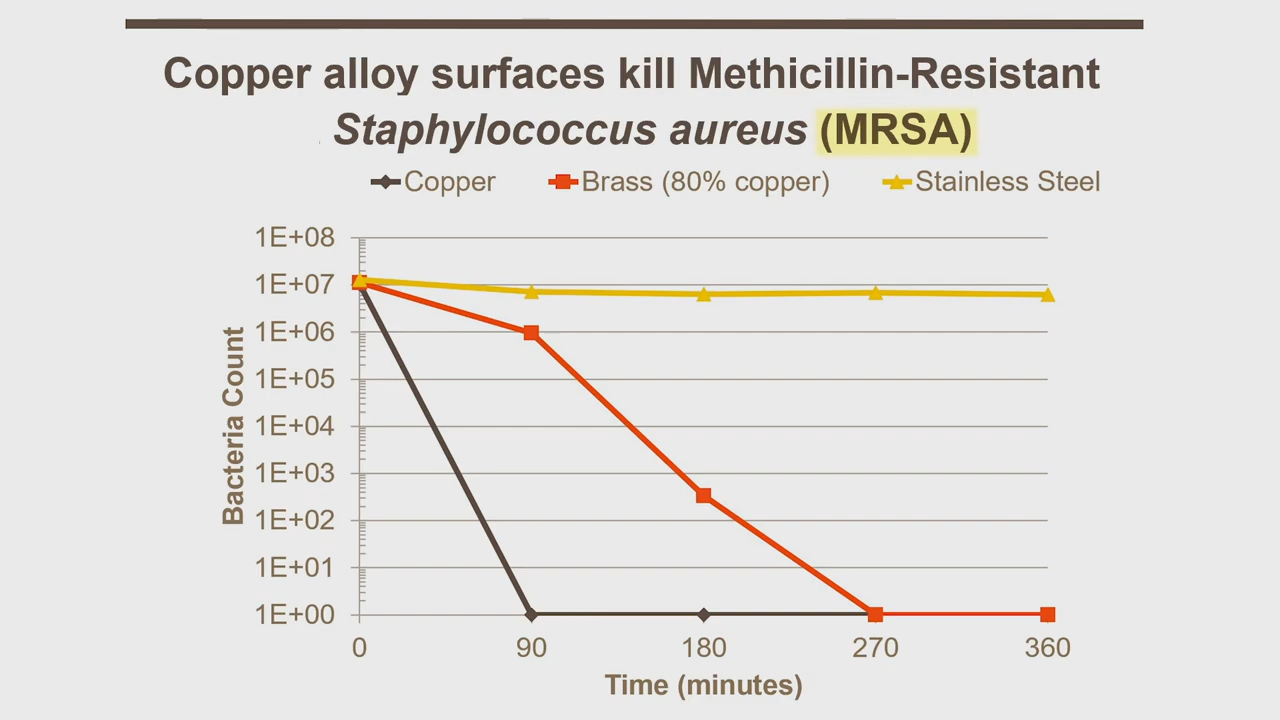 Copper alloy surfaces kill Methicillin-Resistant
Staphylococcus aureus (MRSA)
Copper Brass (80% copper) Stainless Steel
1E+08
1E+07
1E+06
1E+05
1E+04
1E+03
1E+02
1E+01
1E+00
Bacteria Count
0 90 180 270 360
Time (minutes)